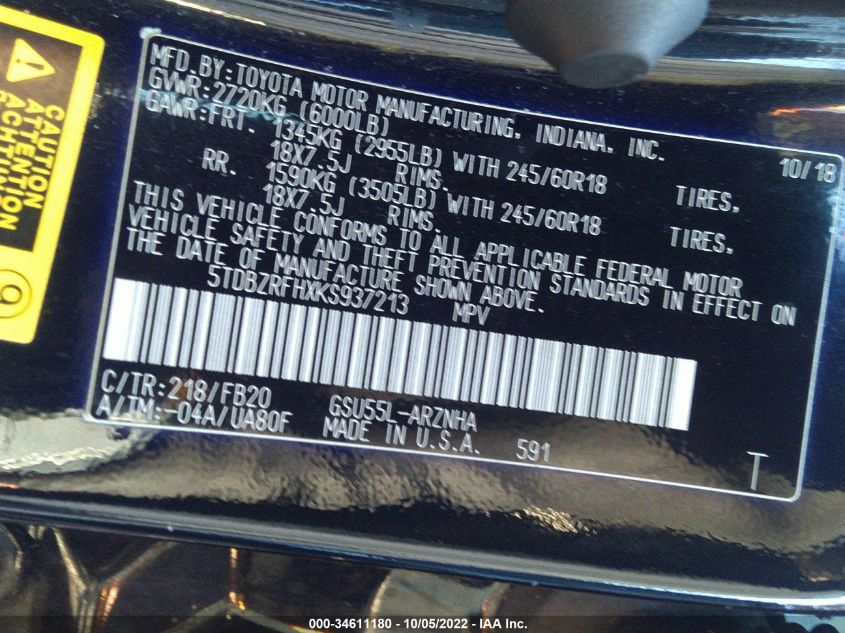 MFD.BY:TOYOTA MOTOR MANUFACTURING, INDIANA, INC. 10/18
GVWR:2720KG (6000LB)
GAWR:FRT. 1345KG (2955LB) WITH 245/60R18 TIRES,
18X7.5J RIMS.
RR. 1590KG (3505LB) WITH 245/60R18 TIRES,
18X7.5J RIMS.
THIS VEHICLE CONFORMS TO ALL APPLICABLE FEDERAL MOTOR
VEHICLE SAFETY AND THEFT PREVENTION STANDARDS IN EFFECT ON
THE DATE OF MANUFACTURE SHOWN ABOVE.
5TDBZRFHXKS937213 MPV
C/TR:218/FB20 GSU55L-ARZNHA
A/TM:-04A/UA80F MADE IN U.S.A. 591 T
CAUTION
ATTENTION
ACHTUNG
000-34611180 - 10/05/2022 - IAA Inc.